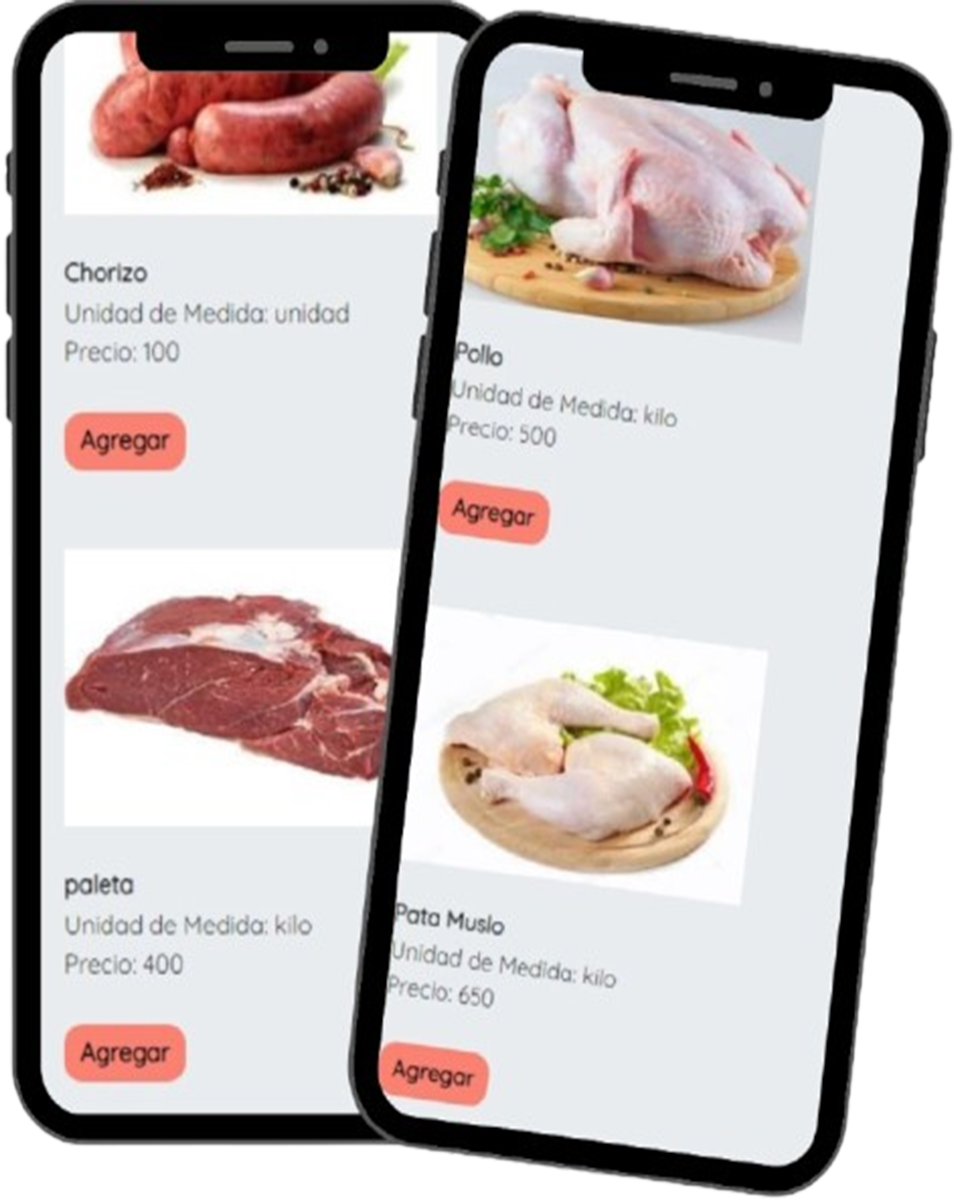 Chorizo
Unidad de Medida: unidad
Precio: 100
Agregar
paleta
Unidad de Medida: kilo
Precio: 400
Agregar
Pollo
Unidad de Medida: kilo
Precio: 500
Agregar
Pata Muslo
Unidad de Medida: kilo
Precio: 650
Agregar